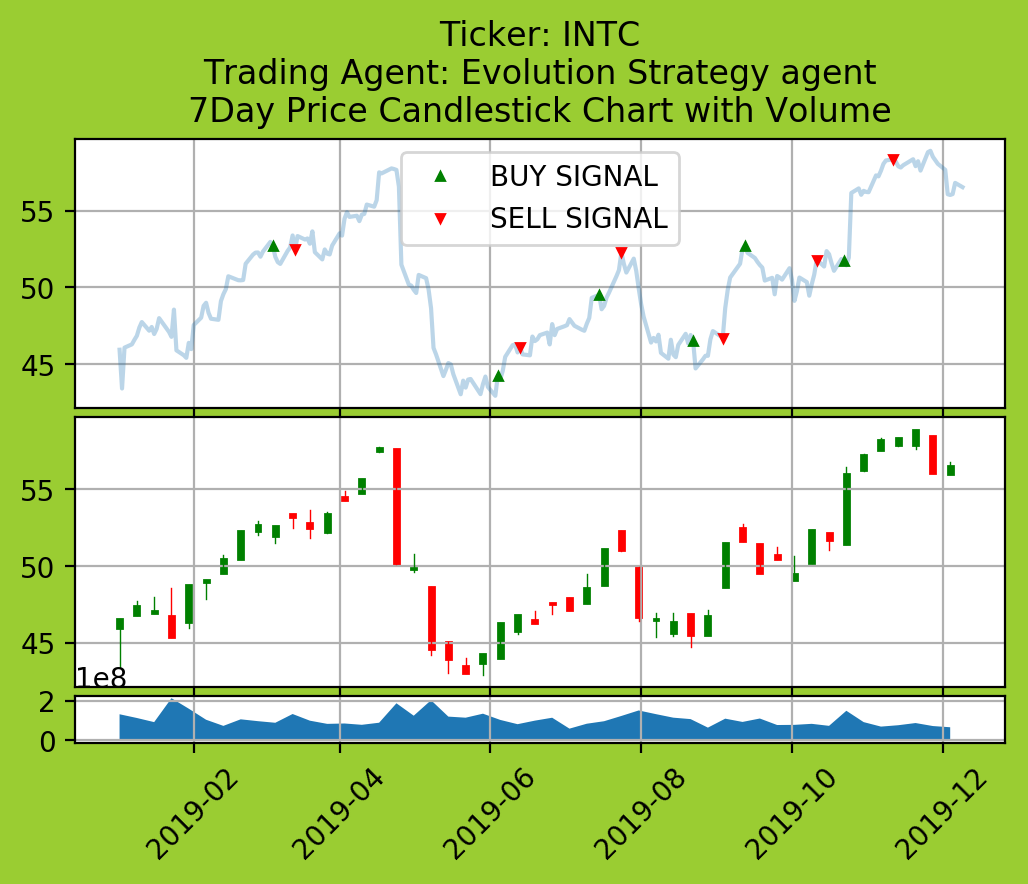 Ticker: INTC
Trading Agent: Evolution Strategy agent
7Day Price Candlestick Chart with Volume
BUY SIGNAL
SELL SIGNAL
55
50
45
55
50
45
1e8
2
0
2019-02
2019-04
2019-06
2019-08
2019-10
2019-12